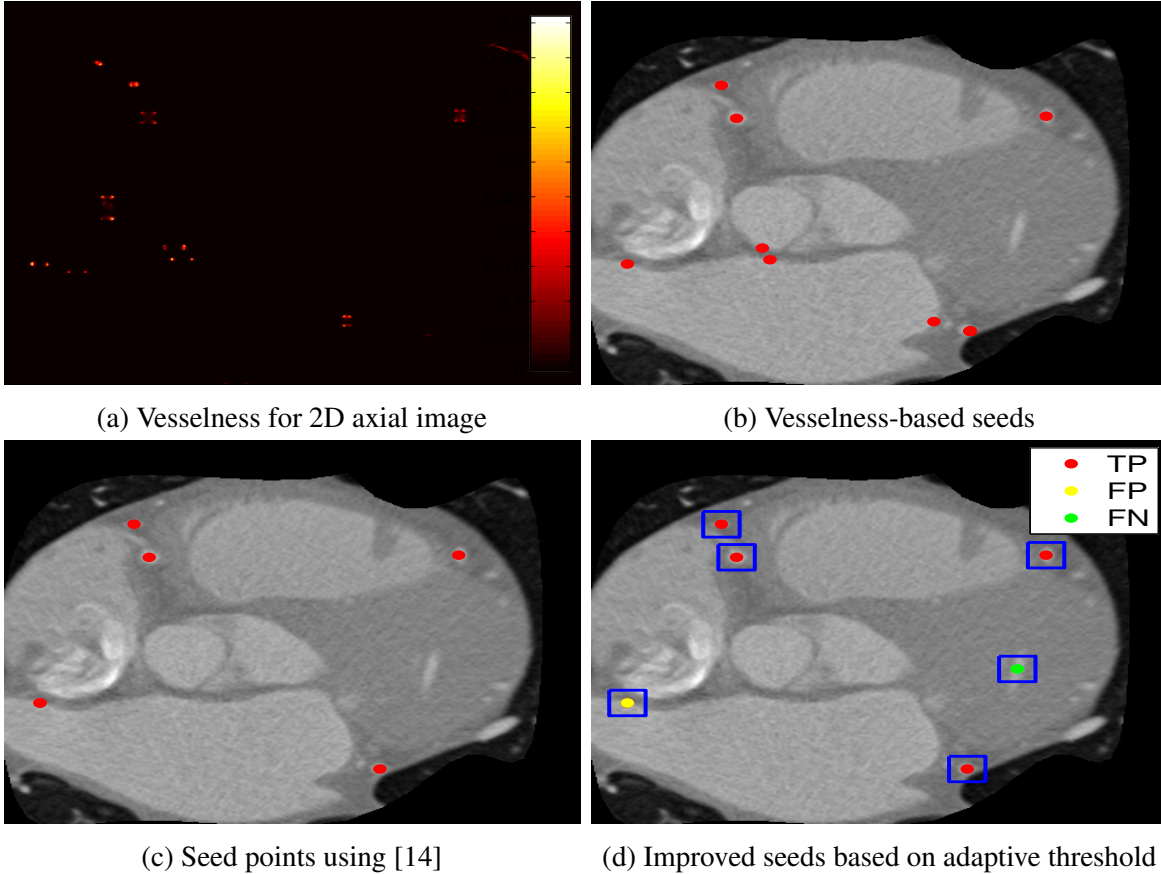 (a) Vesselness for 2D axial image
(b) Vesselness-based seeds
TP
FP
FN
(c) Seed points using [14]
(d) Improved seeds based on adaptive threshold